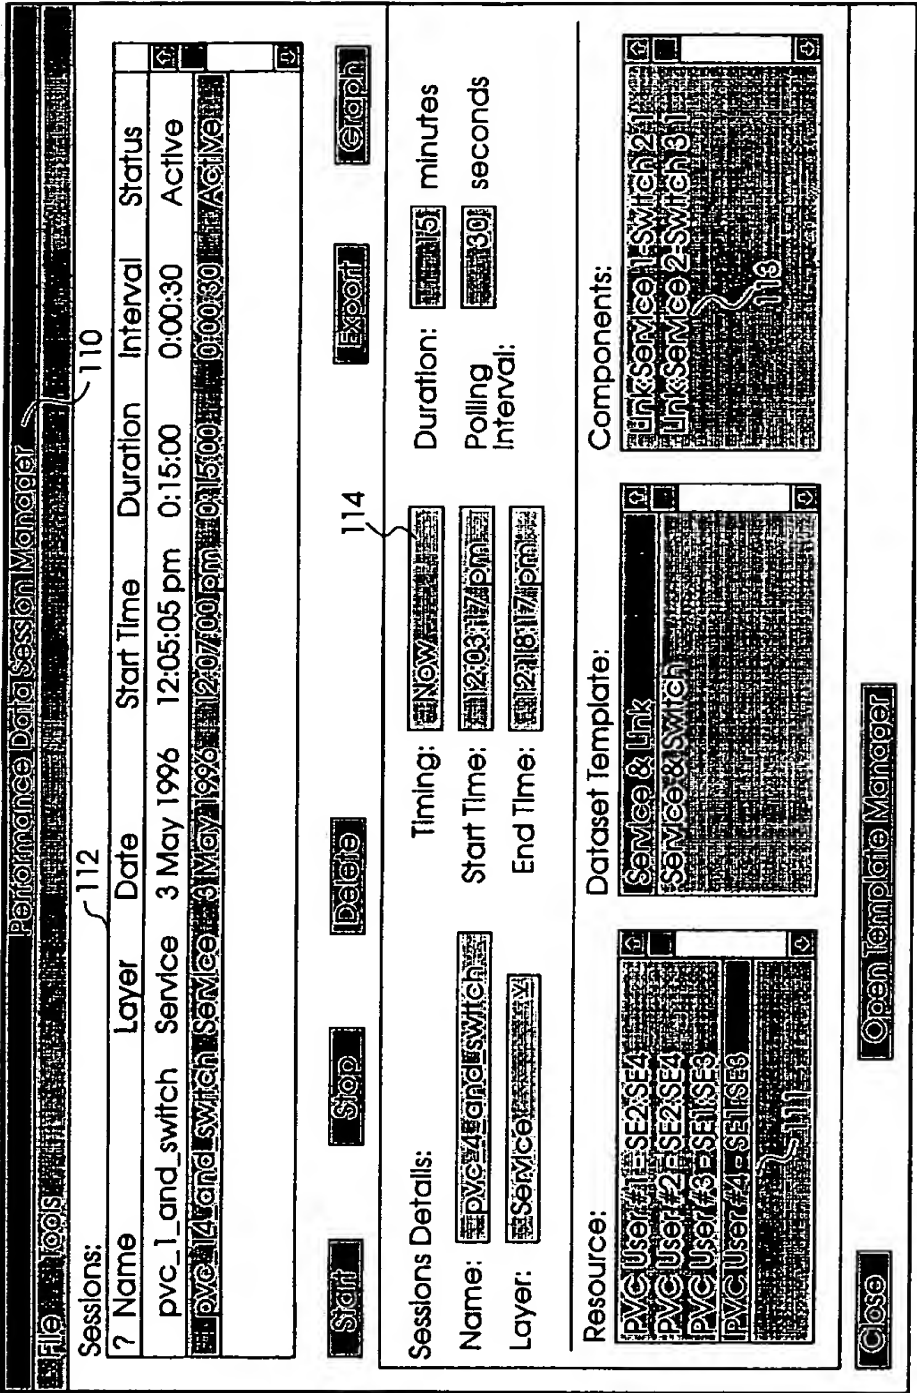 Performance Data Session Manager
110
File Tools
Sessions:
112
? Name Layer Date Start Time Duration Interval Status
pvc_1_and_switch Service 3 May 1996 12:05:05 pm 0:15:00 0:00:30 Active
pvc_4_and_switch Service 3 May 1996 12:07:00 pm 0:15:00 0:00:30 Active
Start Stop Delete Export Graph
114
Sessions Details:
Name: pvc_4_and_switch
Layer: Service
Timing: Now
Start Time: 12:03:17 pm
End Time: 12:18:17 pm
Duration: 15 minutes
Polling Interval: 30 seconds
Resource:
PVC User #1 = SE2:SE4
PVC User #2 = SE2:SE4
PVC User #3 = SE1:SE3
PVC User #4 = SE1:SE3
111
Dataset Template:
Service & Link
Service & Switch
Components:
Link:Service 1-Switch 2 1
Link:Service 2-Switch 3 1
113
Close Open Template Manager